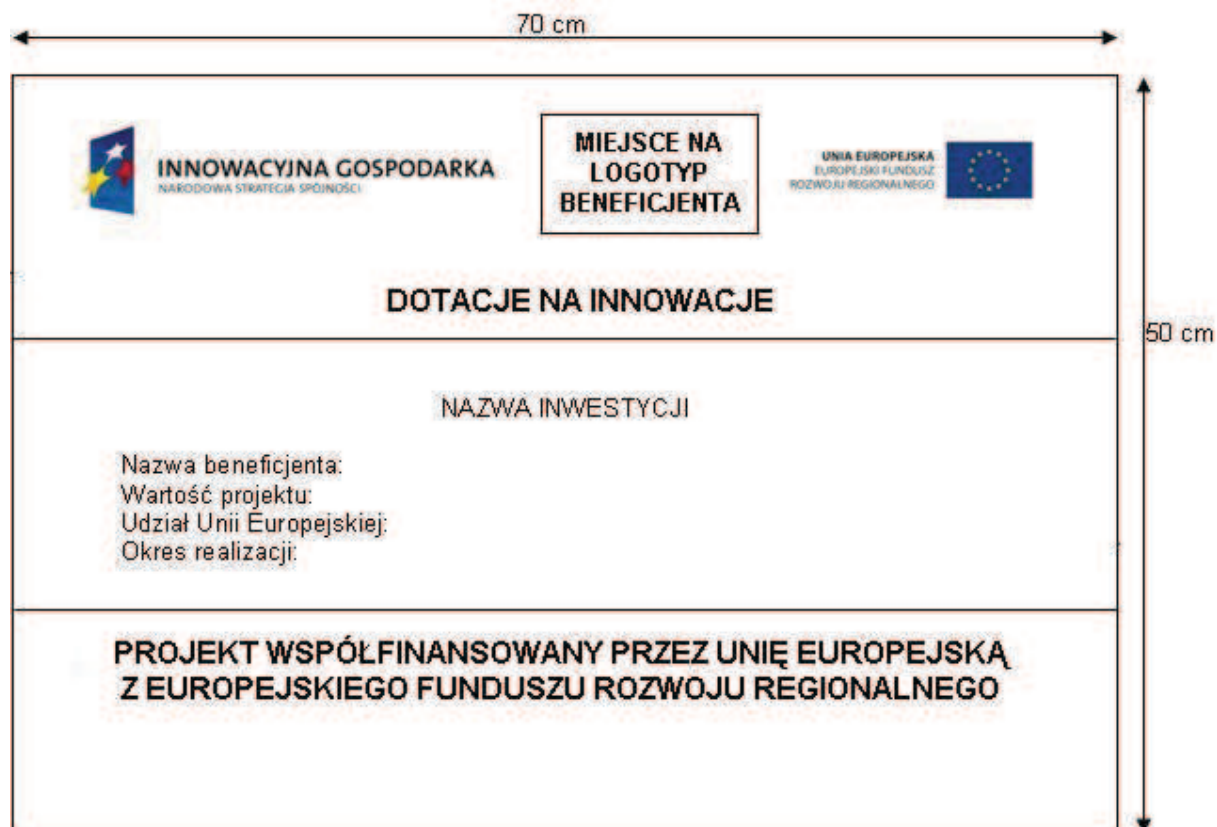 70 cm
INNOWACYJNA GOSPODARKA
NARODOWA STRATEGIA SPÓJNOŚCI
MIEJSCE NA
LOGOTYP
BENEFICJENTA
UNIA EUROPEJSKA
EUROPEJSKI FUNDUSZ
ROZWOJU REGIONALNEGO
DOTACJE NA INNOWACJE
50 cm
NAZWA INWESTYCJI
Nazwa beneficjenta:
Wartość projektu:
Udział Unii Europejskiej:
Okres realizacji:
PROJEKT WSPÓŁFINANSOWANY PRZEZ UNIĘ EUROPEJSKĄ
Z EUROPEJSKIEGO FUNDUSZU ROZWOJU REGIONALNEGO